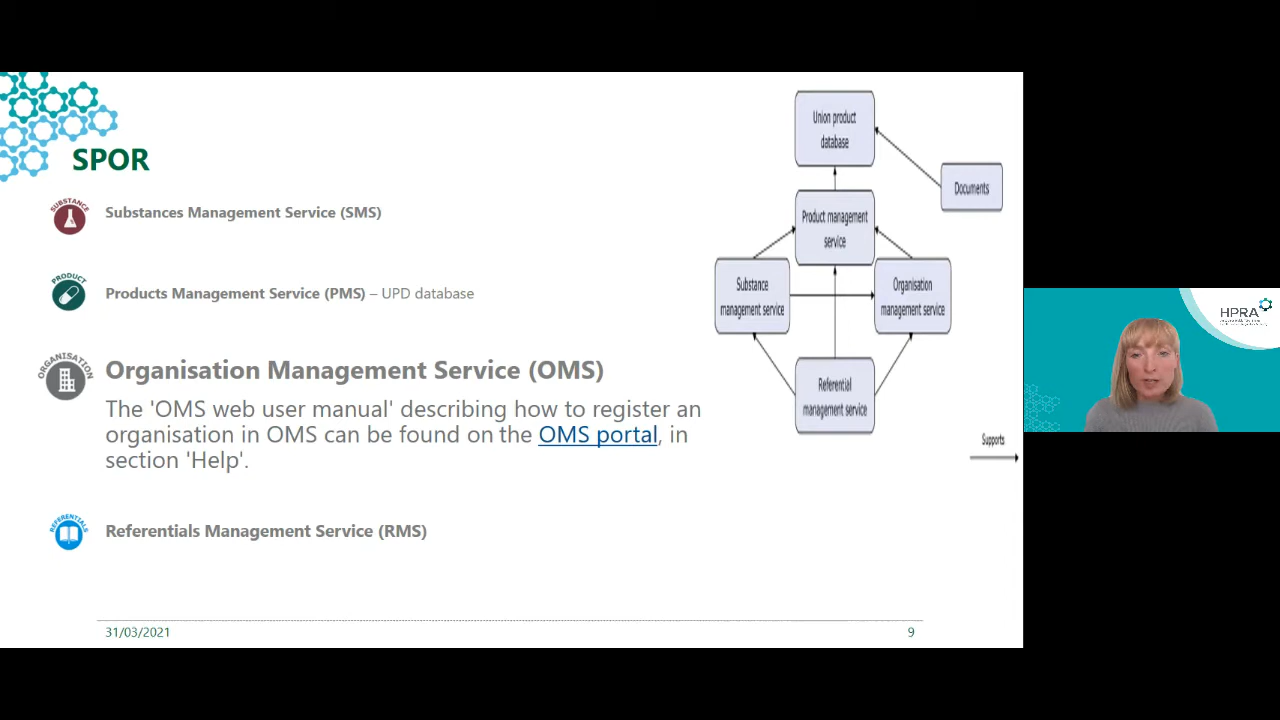 SPOR
SUBSTANCE
Substances Management Service (SMS)
PRODUCT
Products Management Service (PMS) – UPD database
ORGANISATION
Organisation Management Service (OMS)
The 'OMS web user manual' describing how to register an
organisation in OMS can be found on the OMS portal, in
section 'Help'.
REFERENTIALS
Referentials Management Service (RMS)
31/03/2021
9
Union product
database
Documents
Product management
service
Substance
management service
Organisation
management service
Referential
management service
Supports
HPRA